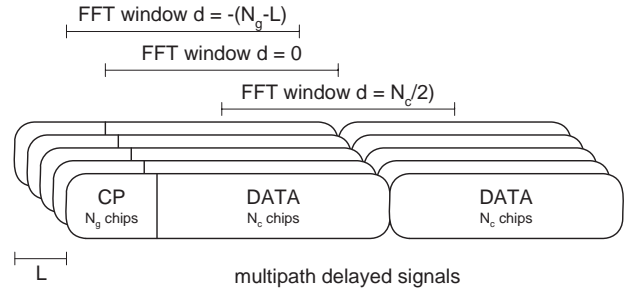 FFT window d = -(N_g-L)
FFT window d = 0
FFT window d = N_c/2)
CP
N_g chips
DATA
N_c chips
DATA
N_c chips
L
multipath delayed signals